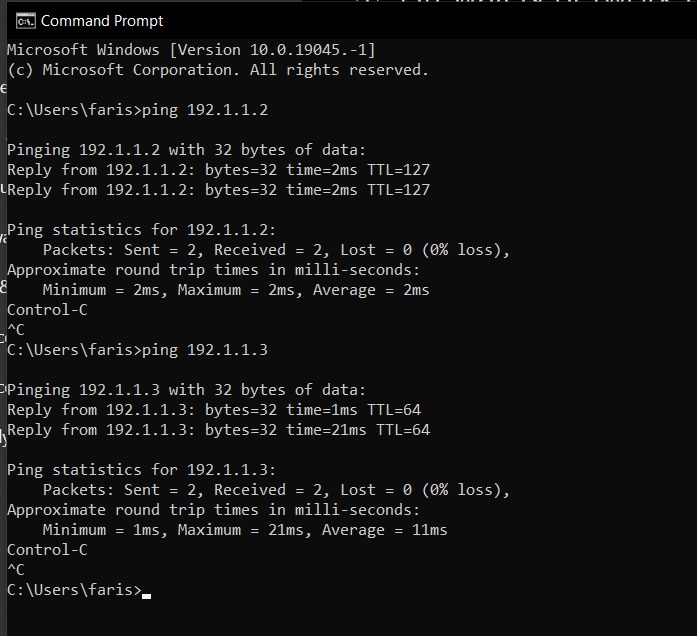 Command Prompt
Microsoft Windows [Version 10.0.19045.-1]
(c) Microsoft Corporation. All rights reserved.
C:\Users\faris>ping 192.1.1.2
Pinging 192.1.1.2 with 32 bytes of data:
Reply from 192.1.1.2: bytes=32 time=2ms TTL=127
Reply from 192.1.1.2: bytes=32 time=2ms TTL=127
Ping statistics for 192.1.1.2:
    Packets: Sent = 2, Received = 2, Lost = 0 (0% loss),
Approximate round trip times in milli-seconds:
    Minimum = 2ms, Maximum = 2ms, Average = 2ms
Control-C
^C
C:\Users\faris>ping 192.1.1.3
Pinging 192.1.1.3 with 32 bytes of data:
Reply from 192.1.1.3: bytes=32 time=1ms TTL=64
Reply from 192.1.1.3: bytes=32 time=21ms TTL=64
Ping statistics for 192.1.1.3:
    Packets: Sent = 2, Received = 2, Lost = 0 (0% loss),
Approximate round trip times in milli-seconds:
    Minimum = 1ms, Maximum = 21ms, Average = 11ms
Control-C
^C
C:\Users\faris>